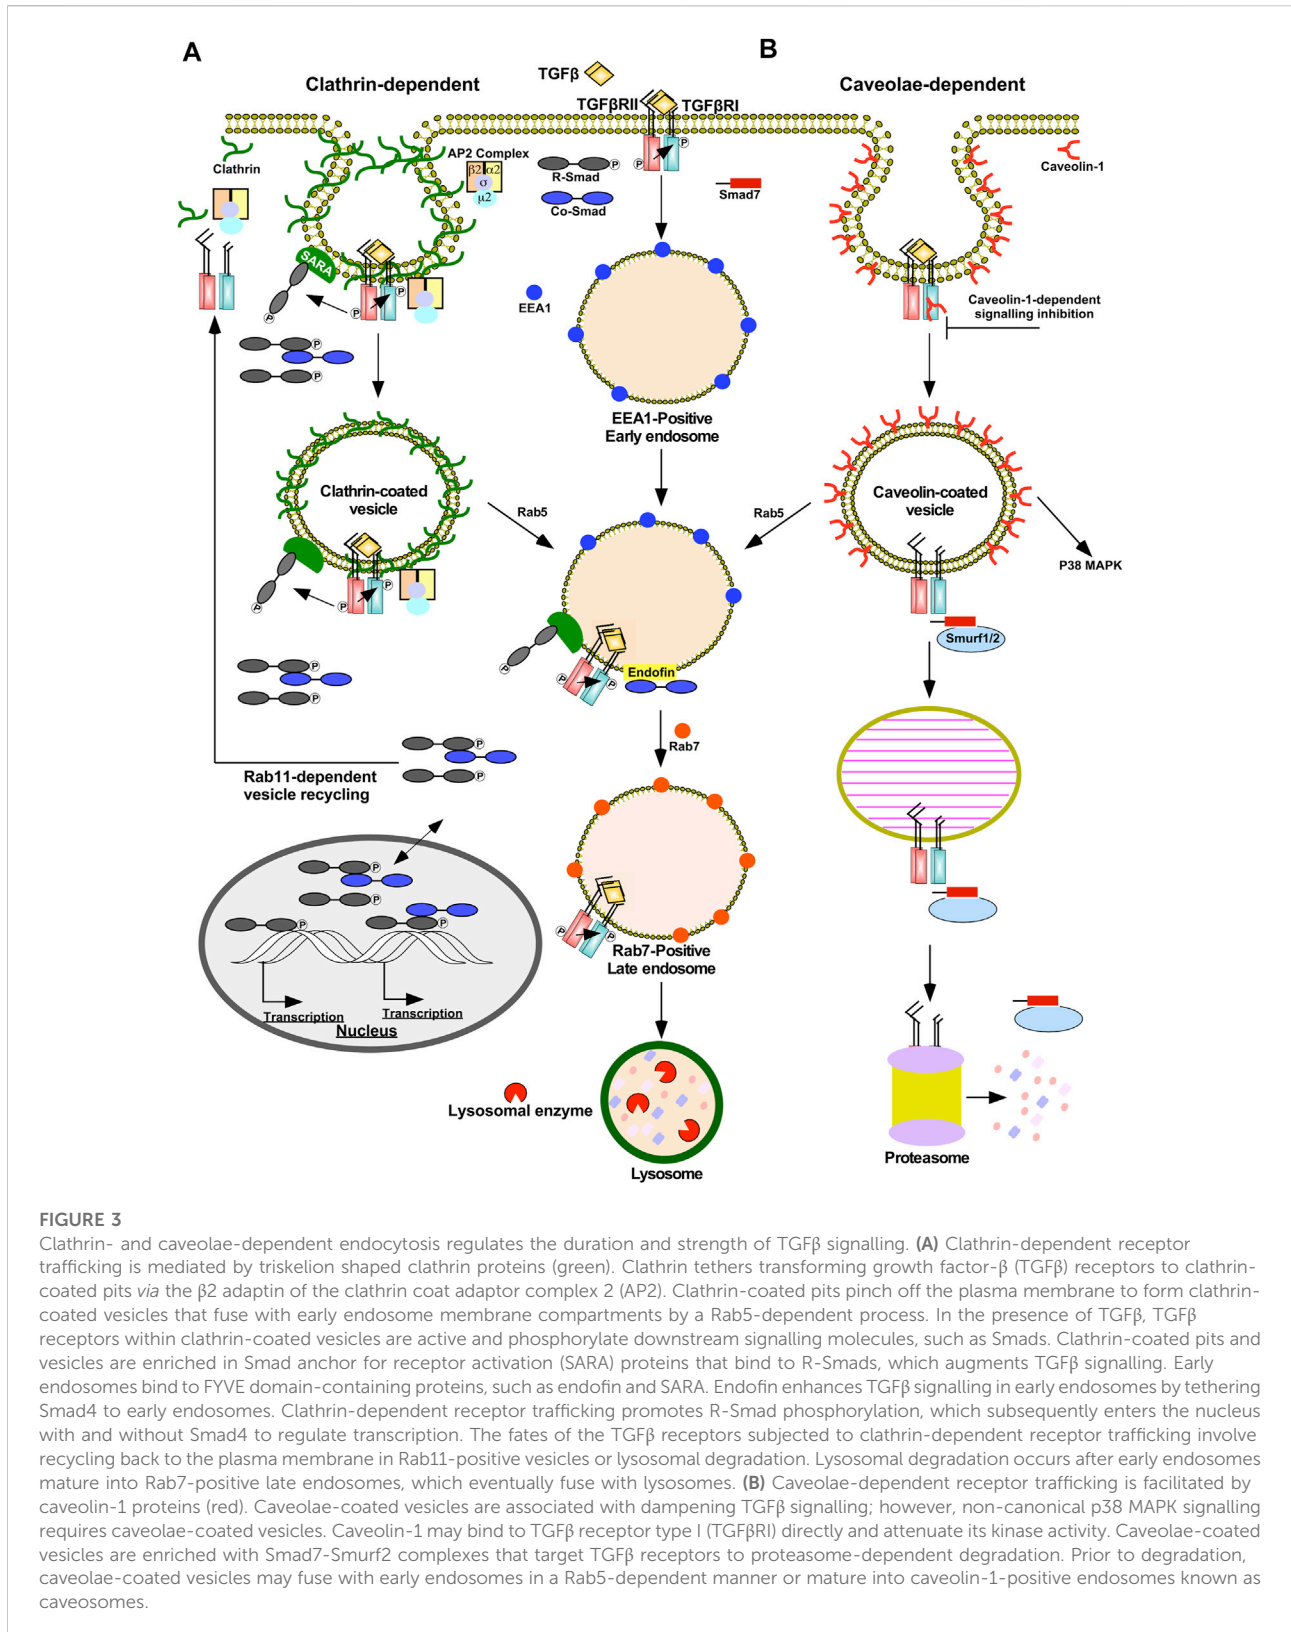 A
B
Clathrin-dependent
TGFβ
TGFβRII
TGFβRI
Caveolae-dependent
P
P
Clathrin
AP2 Complex
β2 α2
σ
μ2
R-Smad
P
Co-Smad
Smad7
Caveolin-1
SARA
P
P
P
EEA1
Caveolin-1-dependent
signalling inhibition
P
P
EEA1-Positive
Early endosome
Clathrin-coated
vesicle
Rab5
Rab5
Caveolin-coated
vesicle
P38 MAPK
P
P
P
Smurf1/2
P
P
P
P
P
Endofin
Rab7
P
P
Rab11-dependent
vesicle recycling
P
P
P
P
P
P
Rab7-Positive
Late endosome
Transcription
Transcription
Nucleus
Lysosomal enzyme
Lysosome
Proteasome
FIGURE 3
Clathrin- and caveolae-dependent endocytosis regulates the duration and strength of TGFβ signalling. (A) Clathrin-dependent receptor
trafficking is mediated by triskelion shaped clathrin proteins (green). Clathrin tethers transforming growth factor-β (TGFβ) receptors to clathrin-
coated pits via the β2 adaptin of the clathrin coat adaptor complex 2 (AP2). Clathrin-coated pits pinch off the plasma membrane to form clathrin-
coated vesicles that fuse with early endosome membrane compartments by a Rab5-dependent process. In the presence of TGFβ, TGFβ
receptors within clathrin-coated vesicles are active and phosphorylate downstream signalling molecules, such as Smads. Clathrin-coated pits and
vesicles are enriched in Smad anchor for receptor activation (SARA) proteins that bind to R-Smads, which augments TGFβ signalling. Early
endosomes bind to FYVE domain-containing proteins, such as endofin and SARA. Endofin enhances TGFβ signalling in early endosomes by tethering
Smad4 to early endosomes. Clathrin-dependent receptor trafficking promotes R-Smad phosphorylation, which subsequently enters the nucleus
with and without Smad4 to regulate transcription. The fates of the TGFβ receptors subjected to clathrin-dependent receptor trafficking involve
recycling back to the plasma membrane in Rab11-positive vesicles or lysosomal degradation. Lysosomal degradation occurs after early endosomes
mature into Rab7-positive late endosomes, which eventually fuse with lysosomes. (B) Caveolae-dependent receptor trafficking is facilitated by
caveolin-1 proteins (red). Caveolae-coated vesicles are associated with dampening TGFβ signalling; however, non-canonical p38 MAPK signalling
requires caveolae-coated vesicles. Caveolin-1 may bind to TGFβ receptor type I (TGFβRI) directly and attenuate its kinase activity. Caveolae-coated
vesicles are enriched with Smad7-Smurf2 complexes that target TGFβ receptors to proteasome-dependent degradation. Prior to degradation,
caveolae-coated vesicles may fuse with early endosomes in a Rab5-dependent manner or mature into caveolin-1-positive endosomes known as
caveosomes.